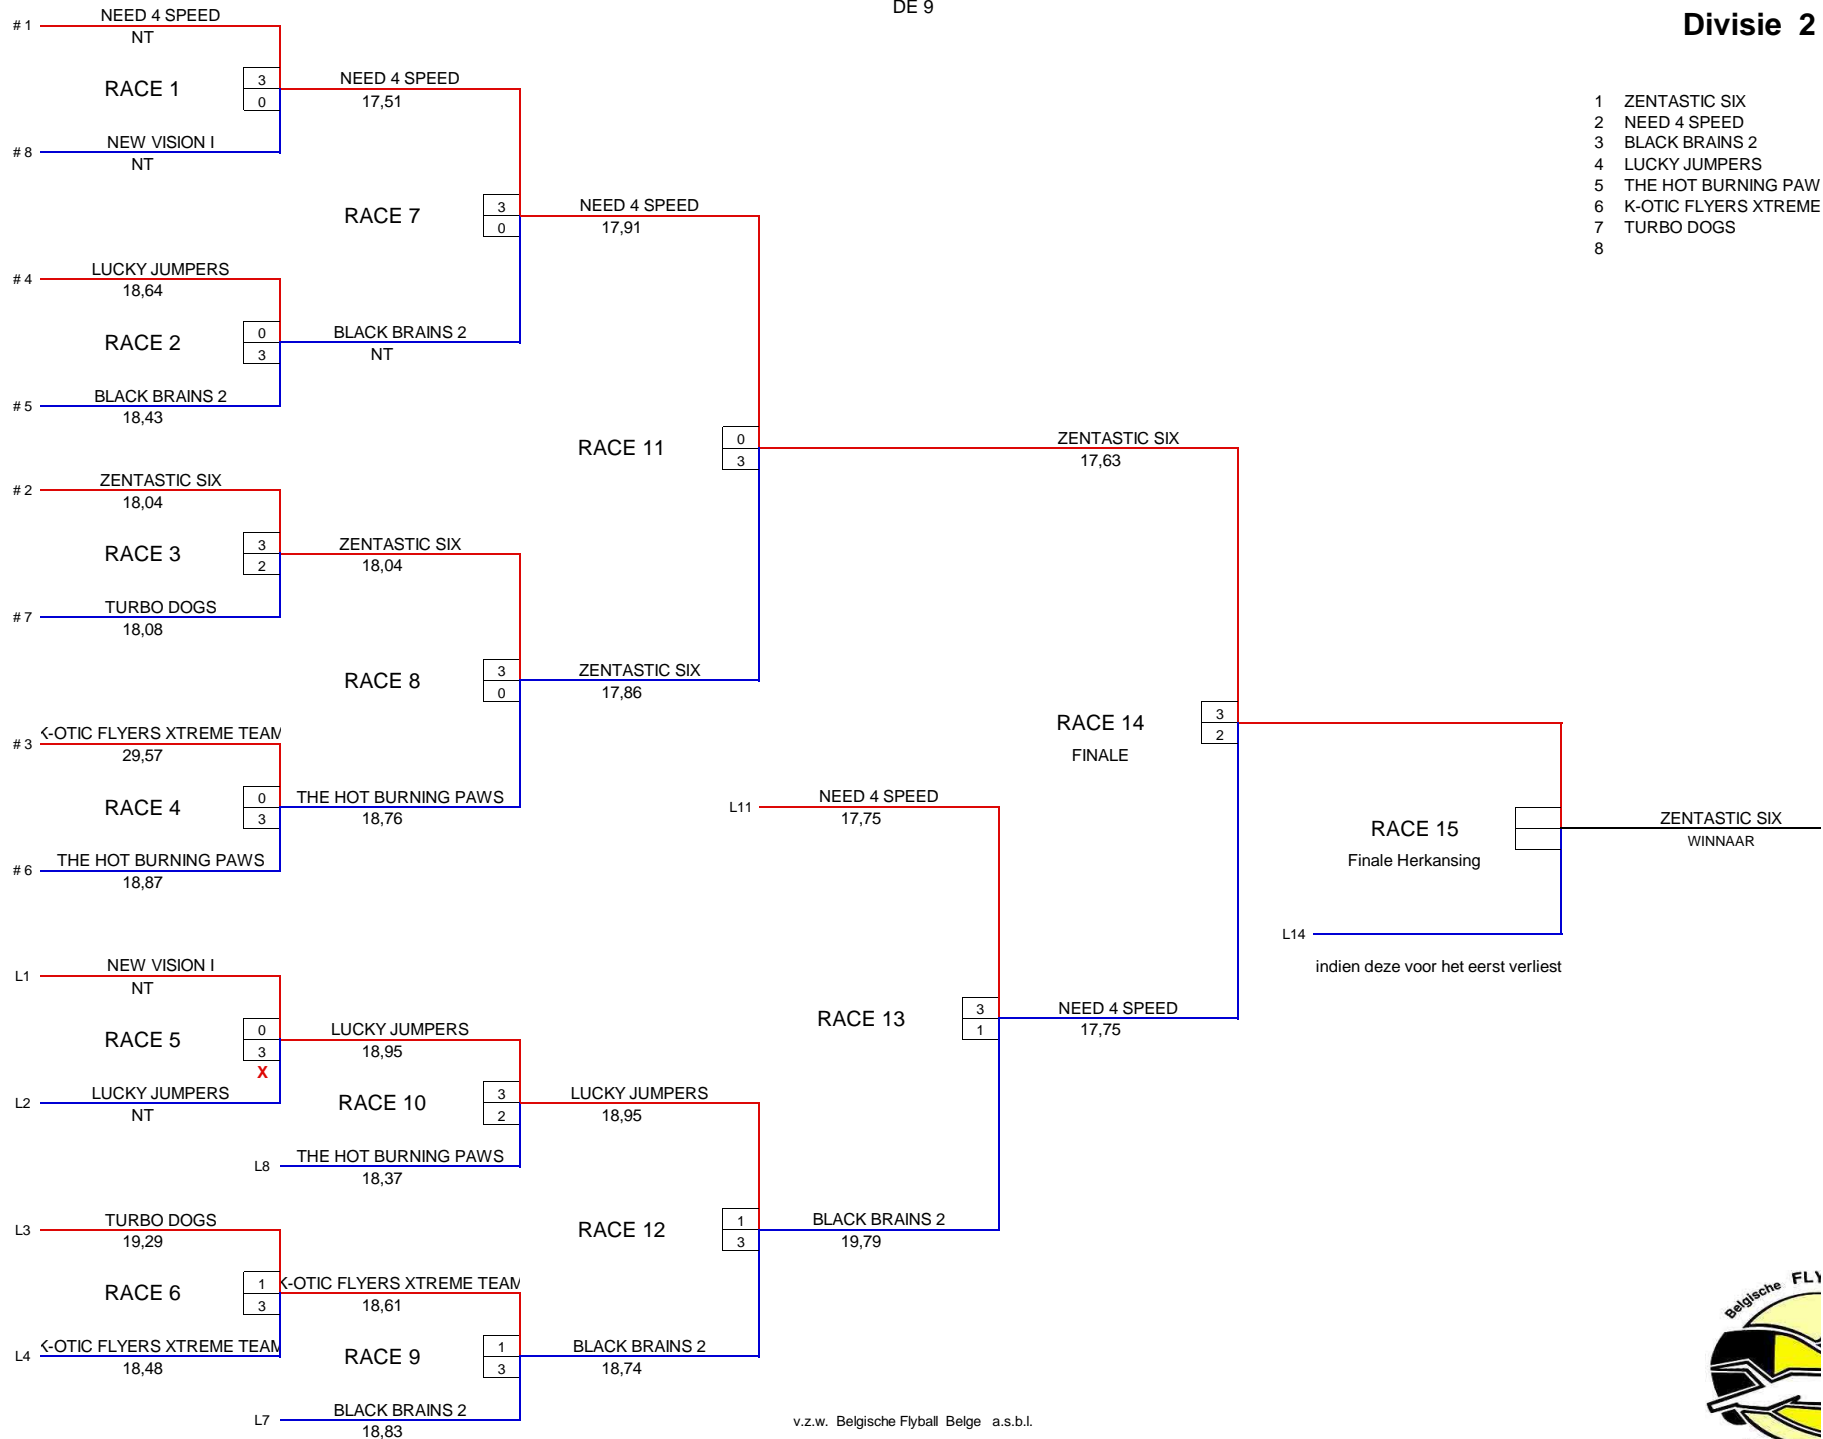 DE 9
Divisie 2
1 ZENTASTIC SIX
2 NEED 4 SPEED
3 BLACK BRAINS 2
4 LUCKY JUMPERS
5 THE HOT BURNING PAW
6 K-OTIC FLYERS XTREME
7 TURBO DOGS
8
# 1 NEED 4 SPEED
NT
RACE 1 3 0
# 8 NEW VISION I
NT
NEED 4 SPEED
17,51
RACE 7 3 0
# 4 LUCKY JUMPERS
18,64
RACE 2 0 3
# 5 BLACK BRAINS 2
18,43
BLACK BRAINS 2
NT
NEED 4 SPEED
17,91
RACE 11 0 3
# 2 ZENTASTIC SIX
18,04
RACE 3 3 2
# 7 TURBO DOGS
18,08
ZENTASTIC SIX
18,04
RACE 8 3 0
# 3 K-OTIC FLYERS XTREME TEAM
29,57
RACE 4 0 3
# 6 THE HOT BURNING PAWS
18,87
THE HOT BURNING PAWS
18,76
ZENTASTIC SIX
17,86
ZENTASTIC SIX
17,63
RACE 14 3 2
FINALE
L11 NEED 4 SPEED
17,75
RACE 13 3 1
NEED 4 SPEED
17,75
RACE 15
Finale Herkansing
ZENTASTIC SIX
WINNAAR
L14
indien deze voor het eerst verliest
L1 NEW VISION I
NT
RACE 5 0 3
X
L2 LUCKY JUMPERS
NT
LUCKY JUMPERS
18,95
RACE 10 3 2
L8 THE HOT BURNING PAWS
18,37
LUCKY JUMPERS
18,95
RACE 12 1 3
BLACK BRAINS 2
19,79
L3 TURBO DOGS
19,29
RACE 6 1 3
L4 K-OTIC FLYERS XTREME TEAM
18,48
K-OTIC FLYERS XTREME TEAM
18,61
RACE 9 1 3
L7 BLACK BRAINS 2
18,83
BLACK BRAINS 2
18,74
v.z.w. Belgische Flyball Belge a.s.b.l.
Belgische FLY